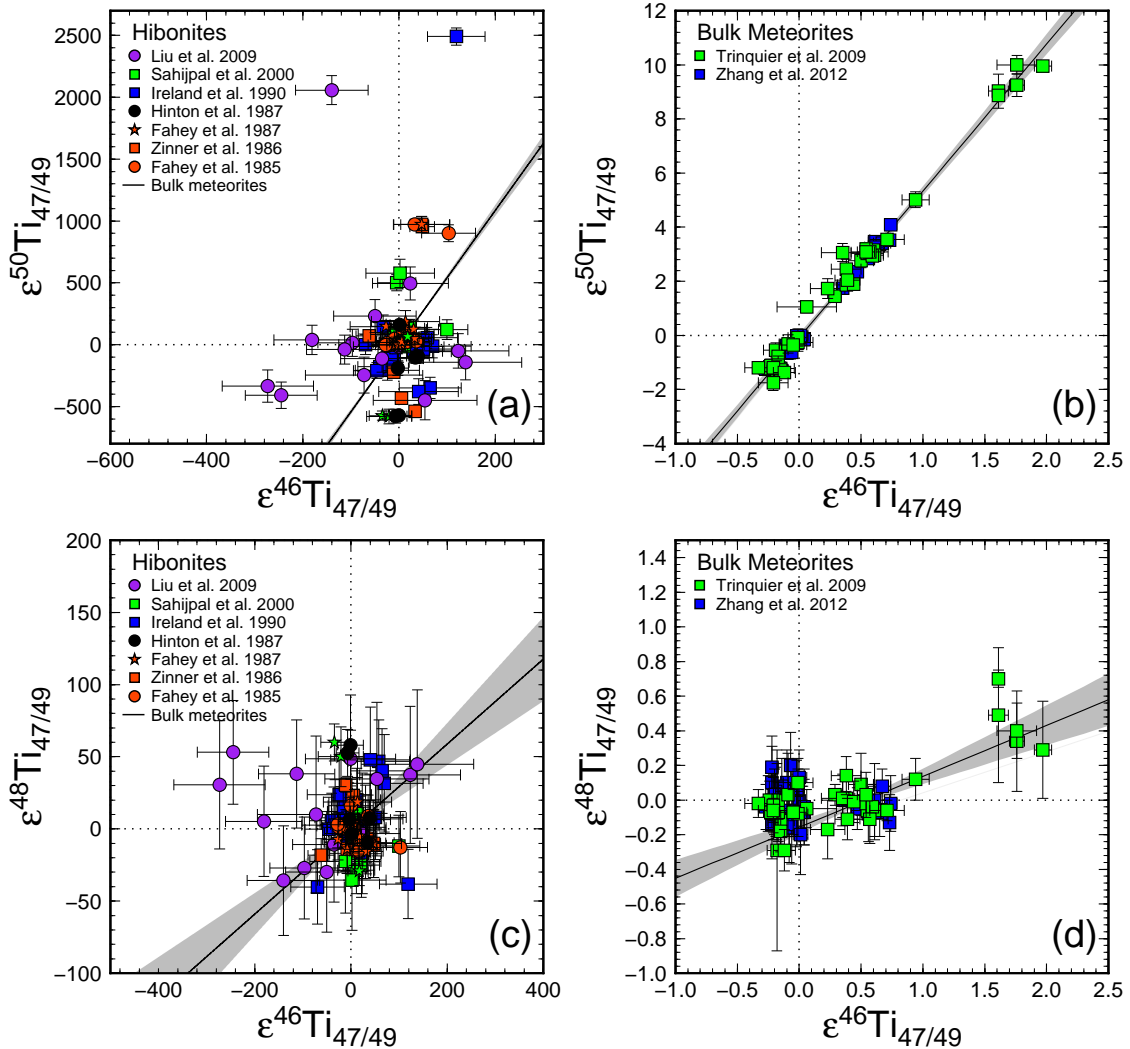 Hibonites
Liu et al. 2009
Sahijpal et al. 2000
Ireland et al. 1990
Hinton et al. 1987
Fahey et al. 1987
Zinner et al. 1986
Fahey et al. 1985
Bulk meteorites
2500
2000
1500
1000
500
0
−500
−600 −400 −200 0 200
ε⁵⁰Ti47/49
ε⁴⁶Ti47/49
(a)
Bulk Meteorites
Trinquier et al. 2009
Zhang et al. 2012
12
10
8
6
4
2
0
−2
−4
−1.0 −0.5 0.0 0.5 1.0 1.5 2.0 2.5
ε⁵⁰Ti47/49
ε⁴⁶Ti47/49
(b)
Hibonites
Liu et al. 2009
Sahijpal et al. 2000
Ireland et al. 1990
Hinton et al. 1987
Fahey et al. 1987
Zinner et al. 1986
Fahey et al. 1985
Bulk meteorites
200
150
100
50
0
−50
−100
−400 −200 0 200 400
ε⁴⁸Ti47/49
ε⁴⁶Ti47/49
(c)
Bulk Meteorites
Trinquier et al. 2009
Zhang et al. 2012
1.4
1.2
1.0
0.8
0.6
0.4
0.2
0.0
−0.2
−0.4
−0.6
−0.8
−1.0
−1.0 −0.5 0.0 0.5 1.0 1.5 2.0 2.5
ε⁴⁸Ti47/49
ε⁴⁶Ti47/49
(d)